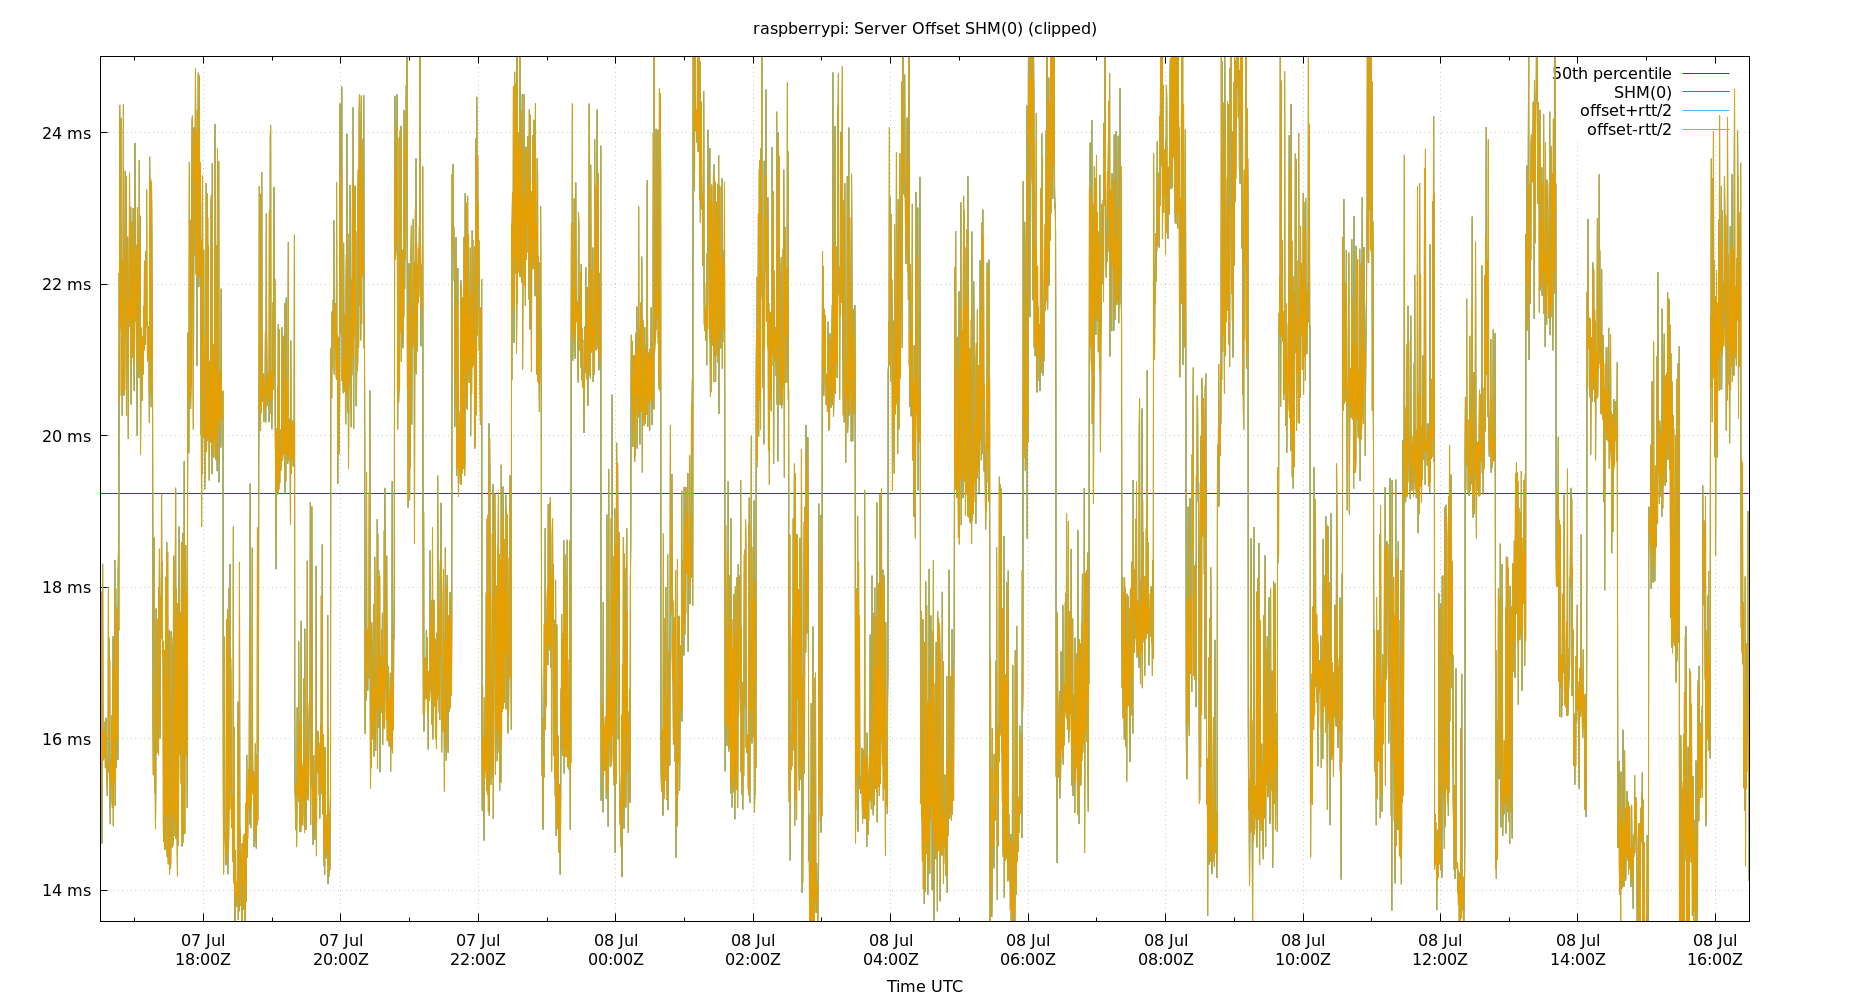 raspberrypi: Server Offset SHM(0) (clipped)
50th percentile
SHM(0)
offset+rtt/2
offset-rtt/2
24 ms
22 ms
20 ms
18 ms
16 ms
14 ms
07 Jul 07 Jul 07 Jul 08 Jul 08 Jul 08 Jul 08 Jul 08 Jul 08 Jul 08 Jul 08 Jul 08 Jul
18:00Z 20:00Z 22:00Z 00:00Z 02:00Z 04:00Z 06:00Z 08:00Z 10:00Z 12:00Z 14:00Z 16:00Z
Time UTC